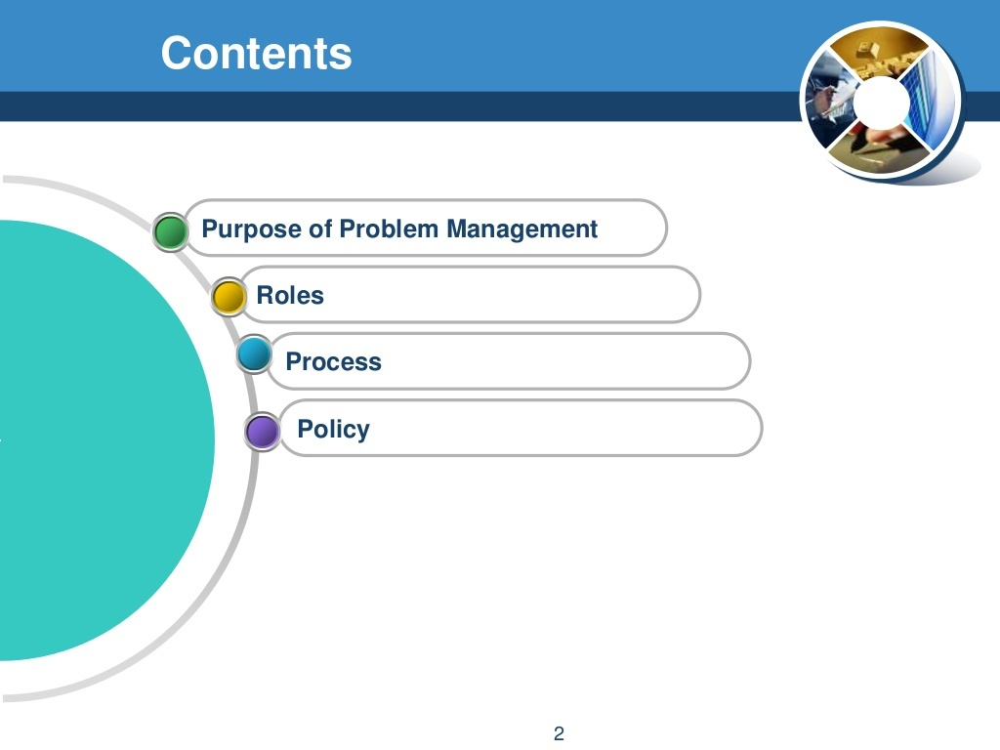 Contents
Purpose of Problem Management
Roles
Process
Policy
2